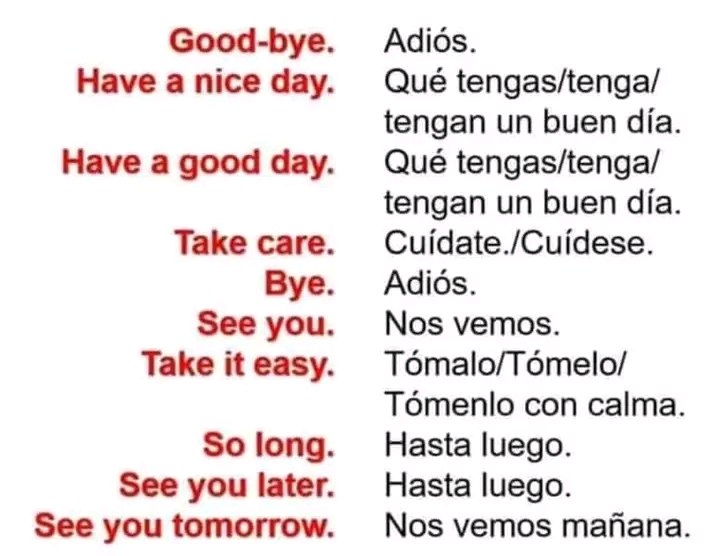 Good-bye. Adiós.
Have a nice day. Qué tengas/tenga/
tengan un buen día.
Have a good day. Qué tengas/tenga/
tengan un buen día.
Take care. Cuídate./Cuídese.
Bye. Adiós.
See you. Nos vemos.
Take it easy. Tómalo/Tómelo/
Tómenlo con calma.
So long. Hasta luego.
See you later. Hasta luego.
See you tomorrow. Nos vemos mañana.